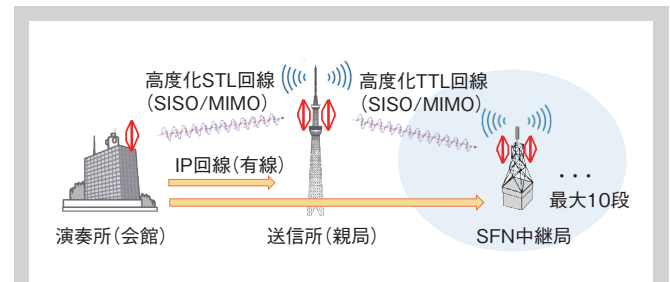 高度化STL回線
（SISO/MIMO）
高度化TTL回線
（SISO/MIMO）
IP回線（有線）
・・・
最大10段
演奏所（会館）
送信所（親局）
SFN中継局